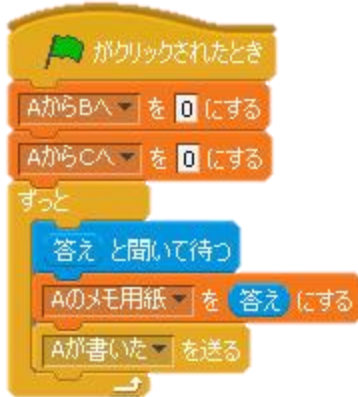 がクリックされたとき
AからBへ を 0 にする
AからCへ を 0 にする
ずっと
答え と聞いて待つ
Aのメモ用紙 を 答え にする
Aが書いた を送る